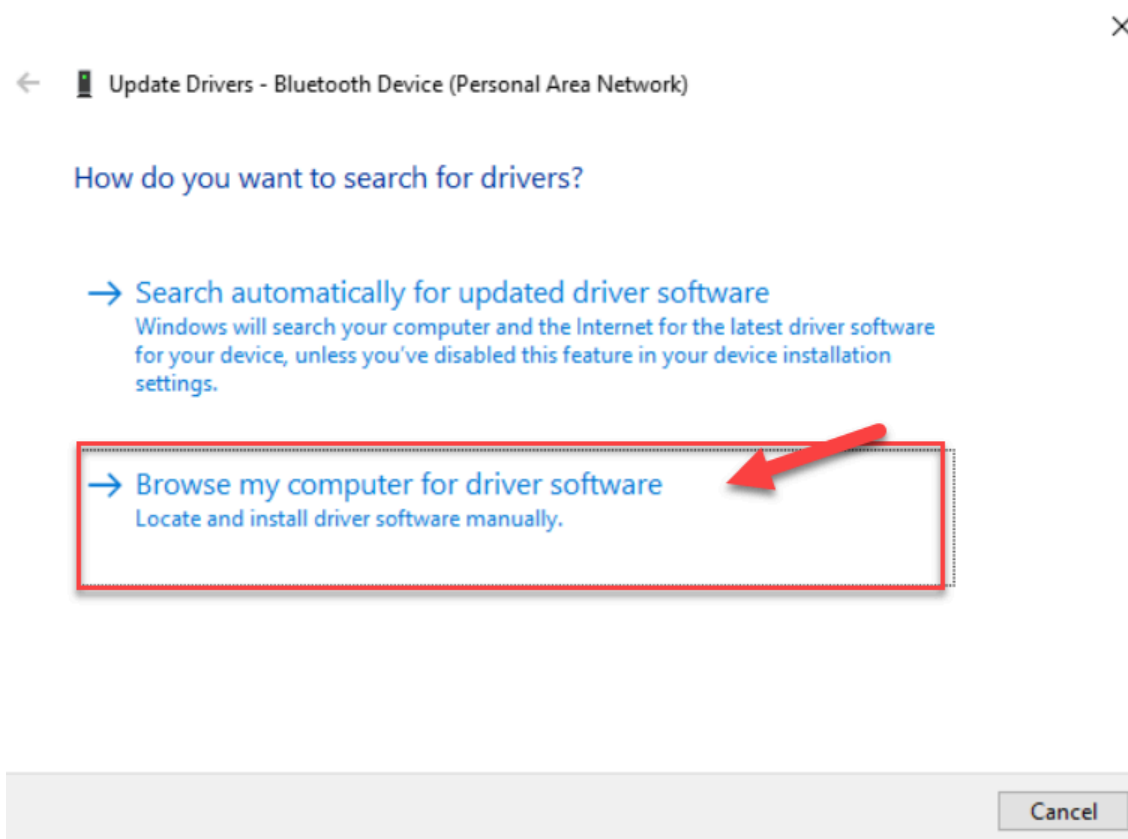 Update Drivers - Bluetooth Device (Personal Area Network)
How do you want to search for drivers?
Search automatically for updated driver software
Windows will search your computer and the Internet for the latest driver software
for your device, unless you've disabled this feature in your device installation
settings.
Browse my computer for driver software
Locate and install driver software manually.
Cancel